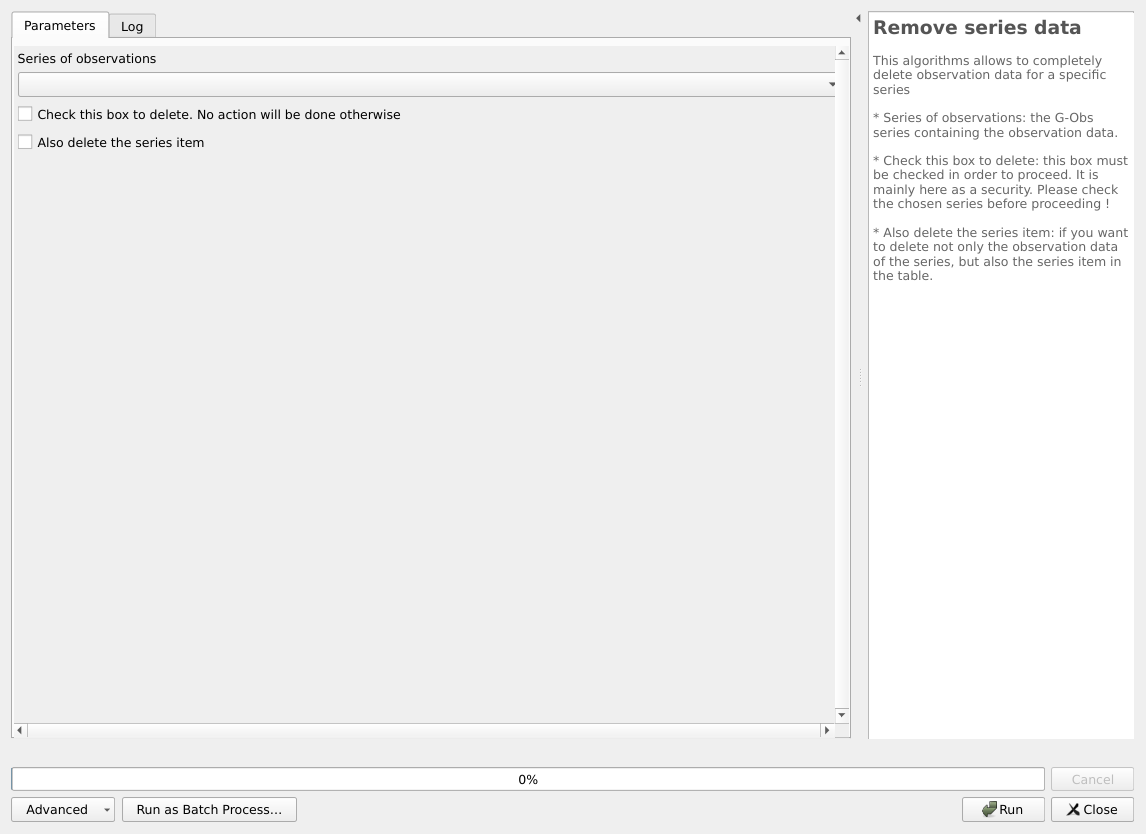 Parameters
Log
Series of observations
Check this box to delete. No action will be done otherwise
Also delete the series item
Remove series data
This algorithms allows to completely
delete observation data for a specific
series
* Series of observations: the G-Obs
series containing the observation data.
* Check this box to delete: this box must
be checked in order to proceed. It is
mainly here as a security. Please check
the chosen series before proceeding !
* Also delete the series item: if you want
to delete not only the observation data
of the series, but also the series item in
the table.
0%
Cancel
Advanced
Run as Batch Process...
Run
Close